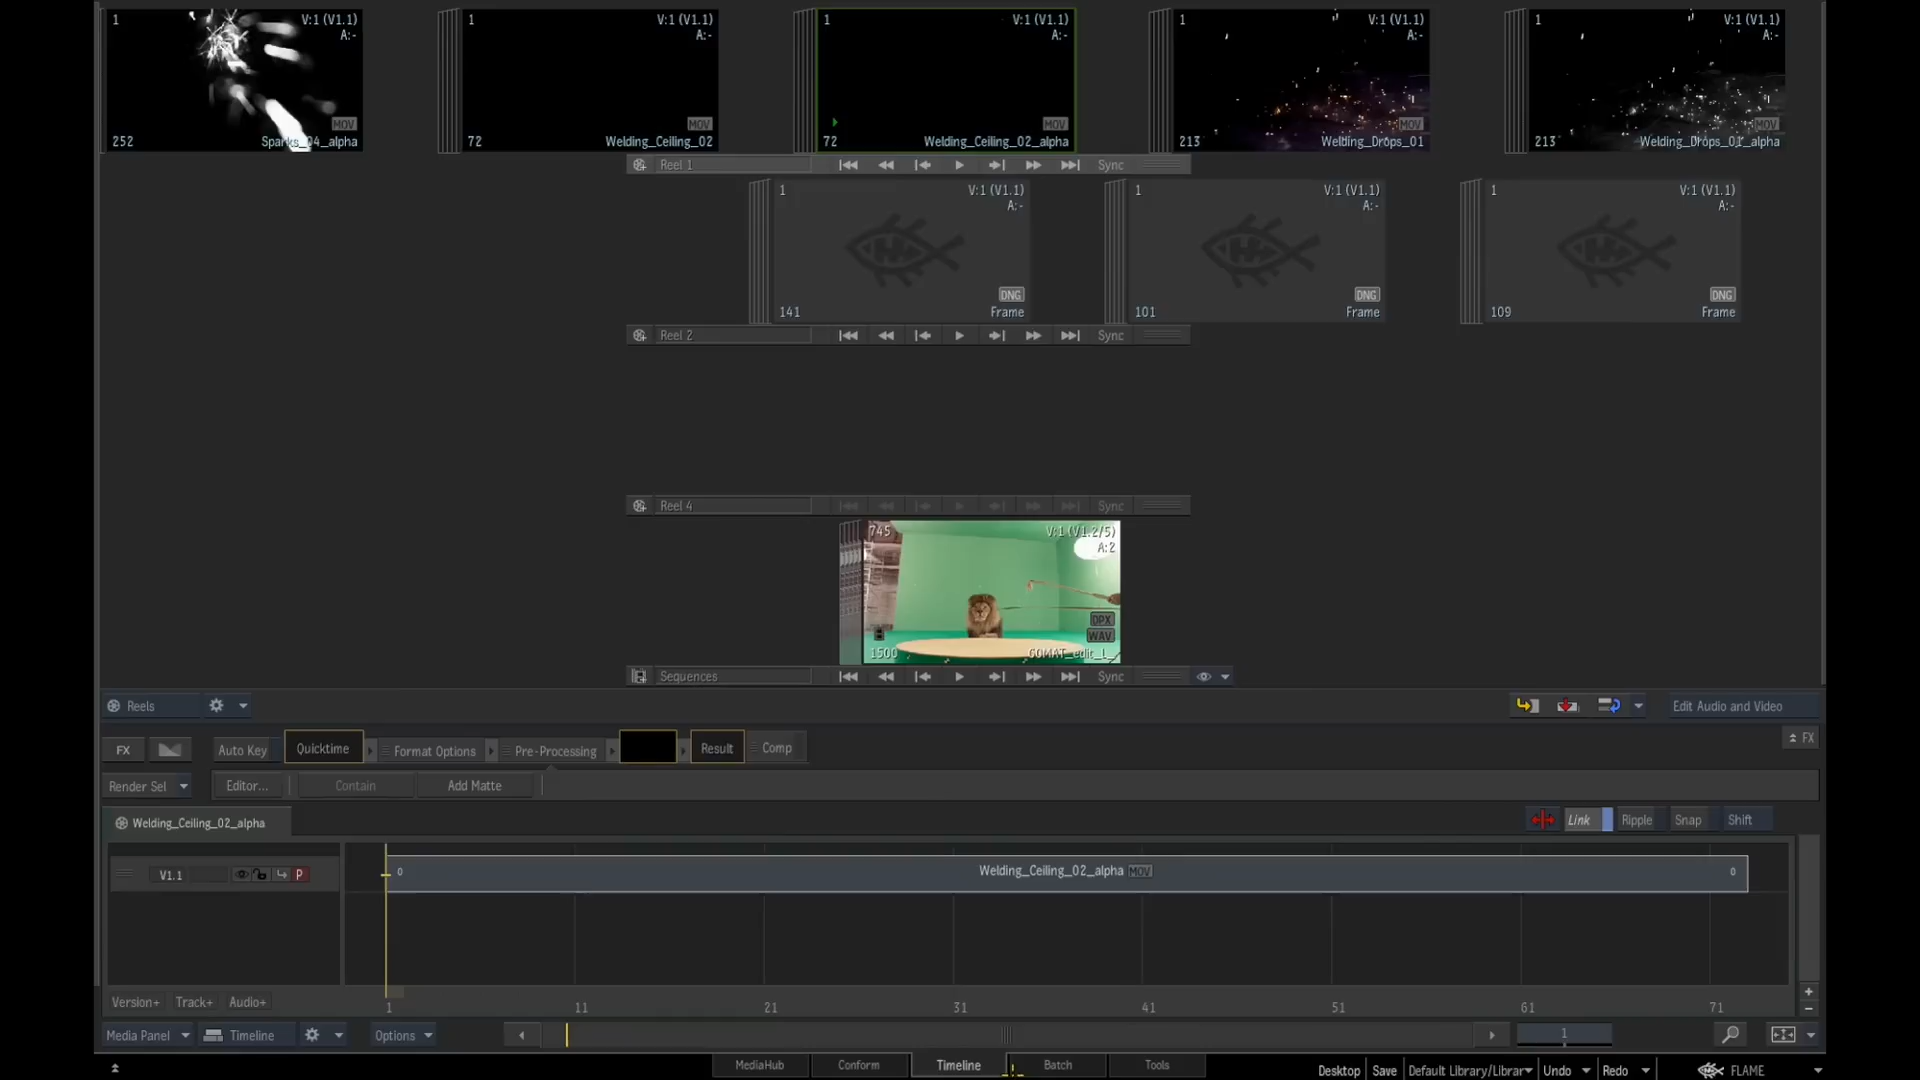 1 V:1 (V1.1) 1 V:1 (V1.1) 1 V:1 (V1.1) 1 V:1 (V1.1) 1 V:1 (V1.1)
A:- A:- A:- A:- A:-
MOV MOV MOV MOV MOV
252 Sparks_04_alpha 72 Welding_Ceiling_02 72 Welding_Ceiling_02_alpha 213 Welding_Drops_01 213 Welding_Drops_01_alpha
Reel 1 Sync
1 V:1 (V1.1) 1 V:1 (V1.1) 1 V:1 (V1.1)
A:- A:- A:-
DNG DNG DNG
141 Frame 101 Frame 109 Frame
Reel 2 Sync
Reel 4 Sync
745 V:1 (V1.2/5)
A:2
DPX
WAV
1500 GOMAT_edit_L_
Sequences Sync
Reels Edit Audio and Video
FX Auto Key Quicktime Format Options Pre-Processing Result Comp FX
Render Sel Editor... Contain Add Matte
Welding_Ceiling_02_alpha Link Ripple Snap Shift
V1.1 P 0 Welding_Ceiling_02_alpha MOV 0
Version+ Track+ Audio+ 1 11 21 31 41 51 61 71
Media Panel Timeline Options 1
MediaHub Conform Timeline Batch Tools Desktop Save Default Library/Librar Undo Redo FLAME